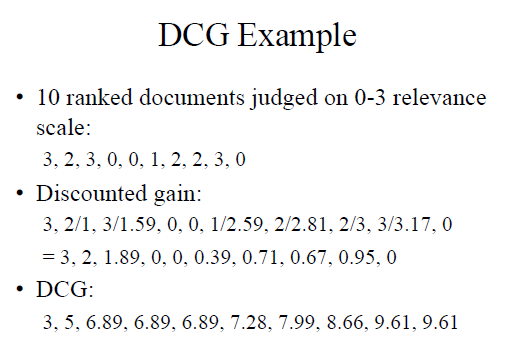 DCG Example
• 10 ranked documents judged on 0-3 relevance
scale:
3, 2, 3, 0, 0, 1, 2, 2, 3, 0
• Discounted gain:
3, 2/1, 3/1.59, 0, 0, 1/2.59, 2/2.81, 2/3, 3/3.17, 0
= 3, 2, 1.89, 0, 0, 0.39, 0.71, 0.67, 0.95, 0
• DCG:
3, 5, 6.89, 6.89, 6.89, 7.28, 7.99, 8.66, 9.61, 9.61